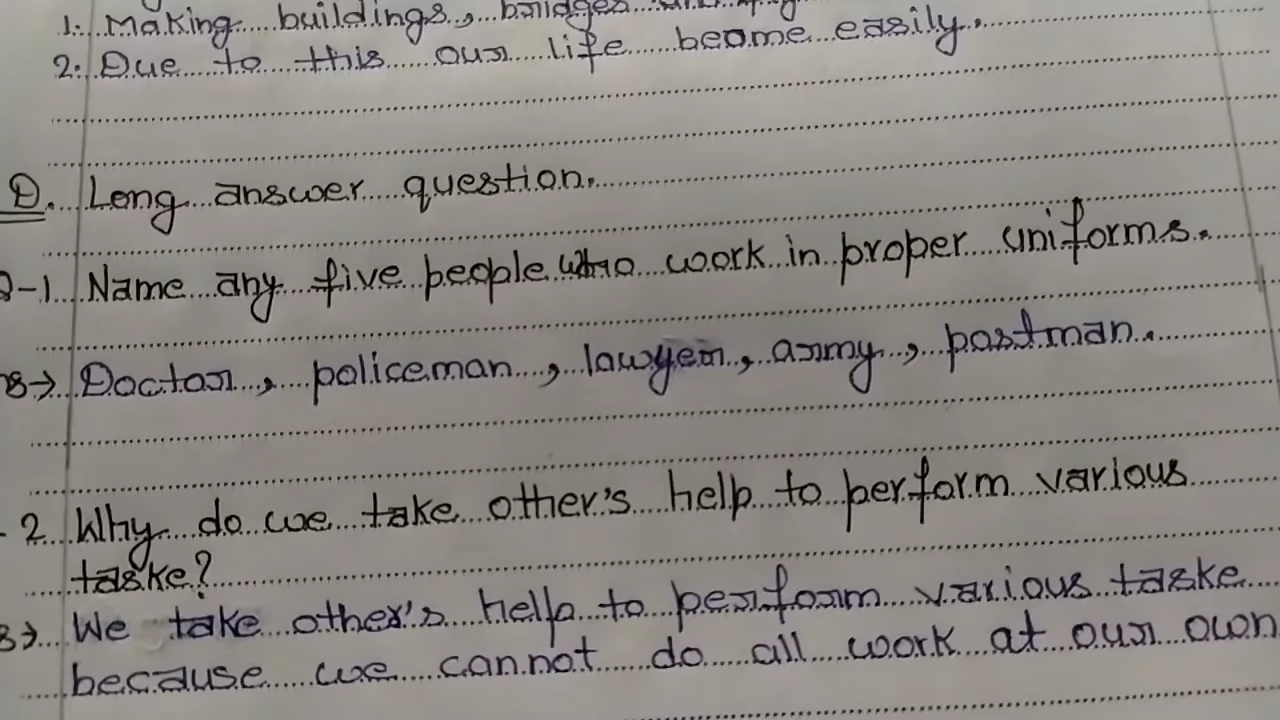 1. Making buildings, bridges
2. Due to this our life beome easily.
D. Long answer question.
Q-1 Name any five people who work in proper uniforms.
Doctor, policeman, lawyer, army, postman.
2 Why do we take other's help to perform various
taske?
We take other's help to perform various taske
because we cannot do all work at our own